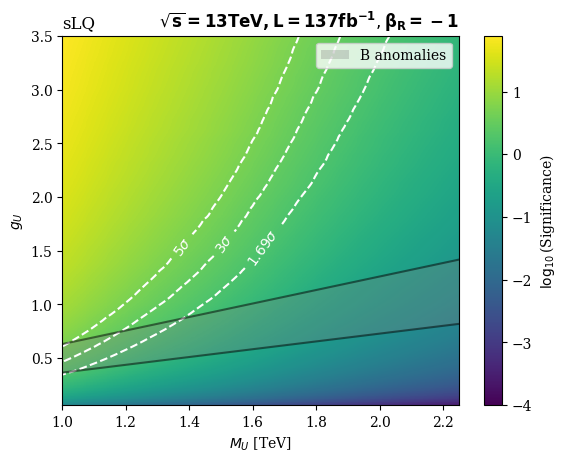 sLQ √s = 13TeV, L = 137fb⁻¹, β_R = −1
B anomalies
5σ
3σ
1.69σ
3.5
3.0
2.5
2.0
1.5
1.0
0.5
g_U
1.0 1.2 1.4 1.6 1.8 2.0 2.2
M_U [TeV]
1
0
−1
−2
−3
−4
log₁₀(Significance)